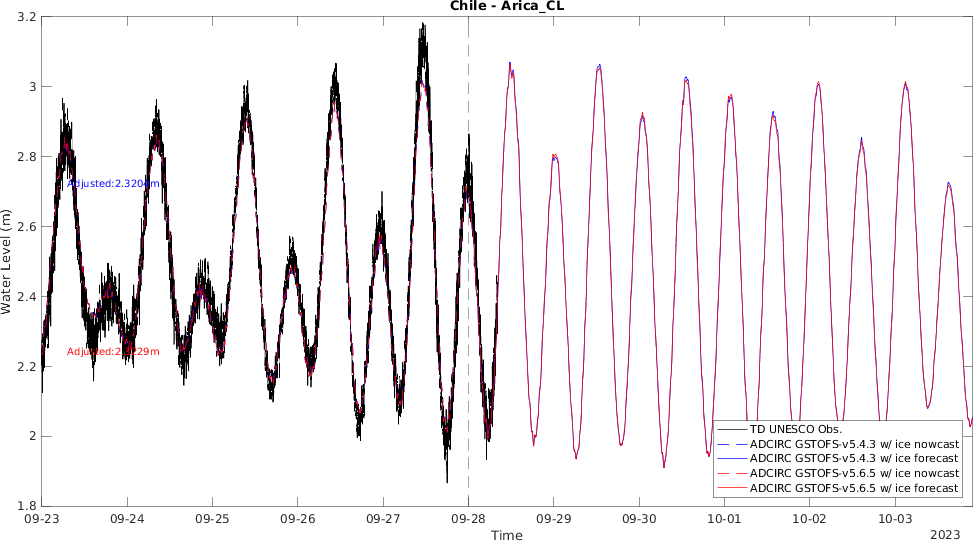 Chile - Arica_CL
3.2
3
2.8
2.6
2.4
2.2
2
1.8
Water Level (m)
Adjusted:2.3204m
TD UNESCO Obs.
ADCIRC GSTOFS-v5.4.3 w/ ice nowcast
ADCIRC GSTOFS-v5.4.3 w/ ice forecast
ADCIRC GSTOFS-v5.6.5 w/ ice nowcast
ADCIRC GSTOFS-v5.6.5 w/ ice forecast
09-23
09-24
09-25
09-26
09-27
09-28
09-29
09-30
10-01
10-02
10-03
Time
2023